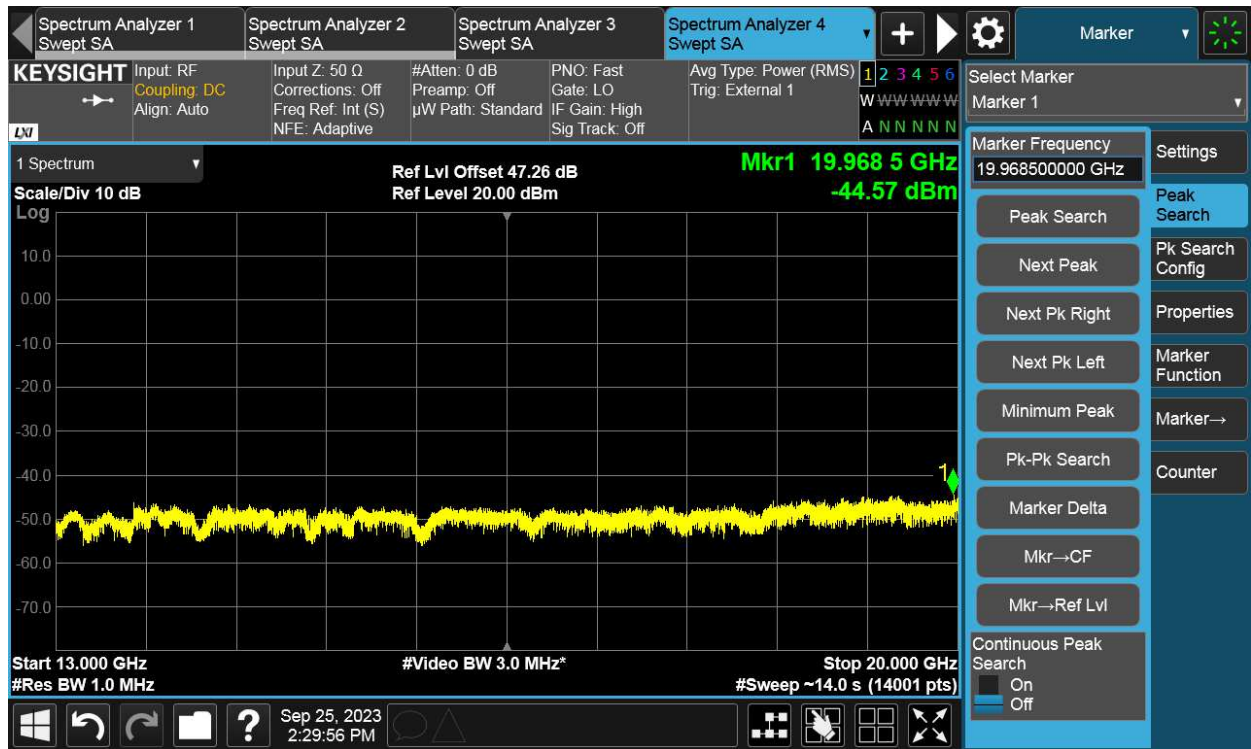 Spectrum Analyzer 1
Swept SA
Spectrum Analyzer 2
Swept SA
Spectrum Analyzer 3
Swept SA
Spectrum Analyzer 4
Swept SA
Marker
KEYSIGHT
LXI
Input: RF
Coupling: DC
Align: Auto
Input Z: 50 Ω
Corrections: Off
Freq Ref: Int (S)
NFE: Adaptive
#Atten: 0 dB
Preamp: Off
µW Path: Standard
PNO: Fast
Gate: LO
IF Gain: High
Sig Track: Off
Avg Type: Power (RMS)
Trig: External 1
1 2 3 4 5 6
W W W W W W
A N N N N N
Select Marker
Marker 1
1 Spectrum
Scale/Div 10 dB
Log
Ref Lvl Offset 47.26 dB
Ref Level 20.00 dBm
Mkr1 19.968 5 GHz
-44.57 dBm
10.0
0.00
-10.0
-20.0
-30.0
-40.0
-50.0
-60.0
-70.0
1
Start 13.000 GHz
#Res BW 1.0 MHz
#Video BW 3.0 MHz*
Stop 20.000 GHz
#Sweep ~14.0 s (14001 pts)
Marker Frequency
19.968500000 GHz
Peak Search
Next Peak
Next Pk Right
Next Pk Left
Minimum Peak
Pk-Pk Search
Marker Delta
Mkr→CF
Mkr→Ref Lvl
Continuous Peak
Search
On
Off
Settings
Peak
Search
Pk Search
Config
Properties
Marker
Function
Marker→
Counter
?
Sep 25, 2023
2:29:56 PM